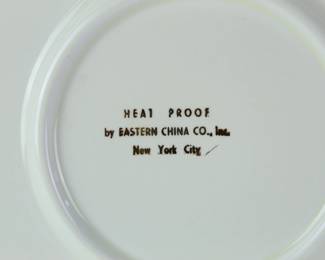 HEAT PROOF
by EASTERN CHINA CO., Inc.
New York City